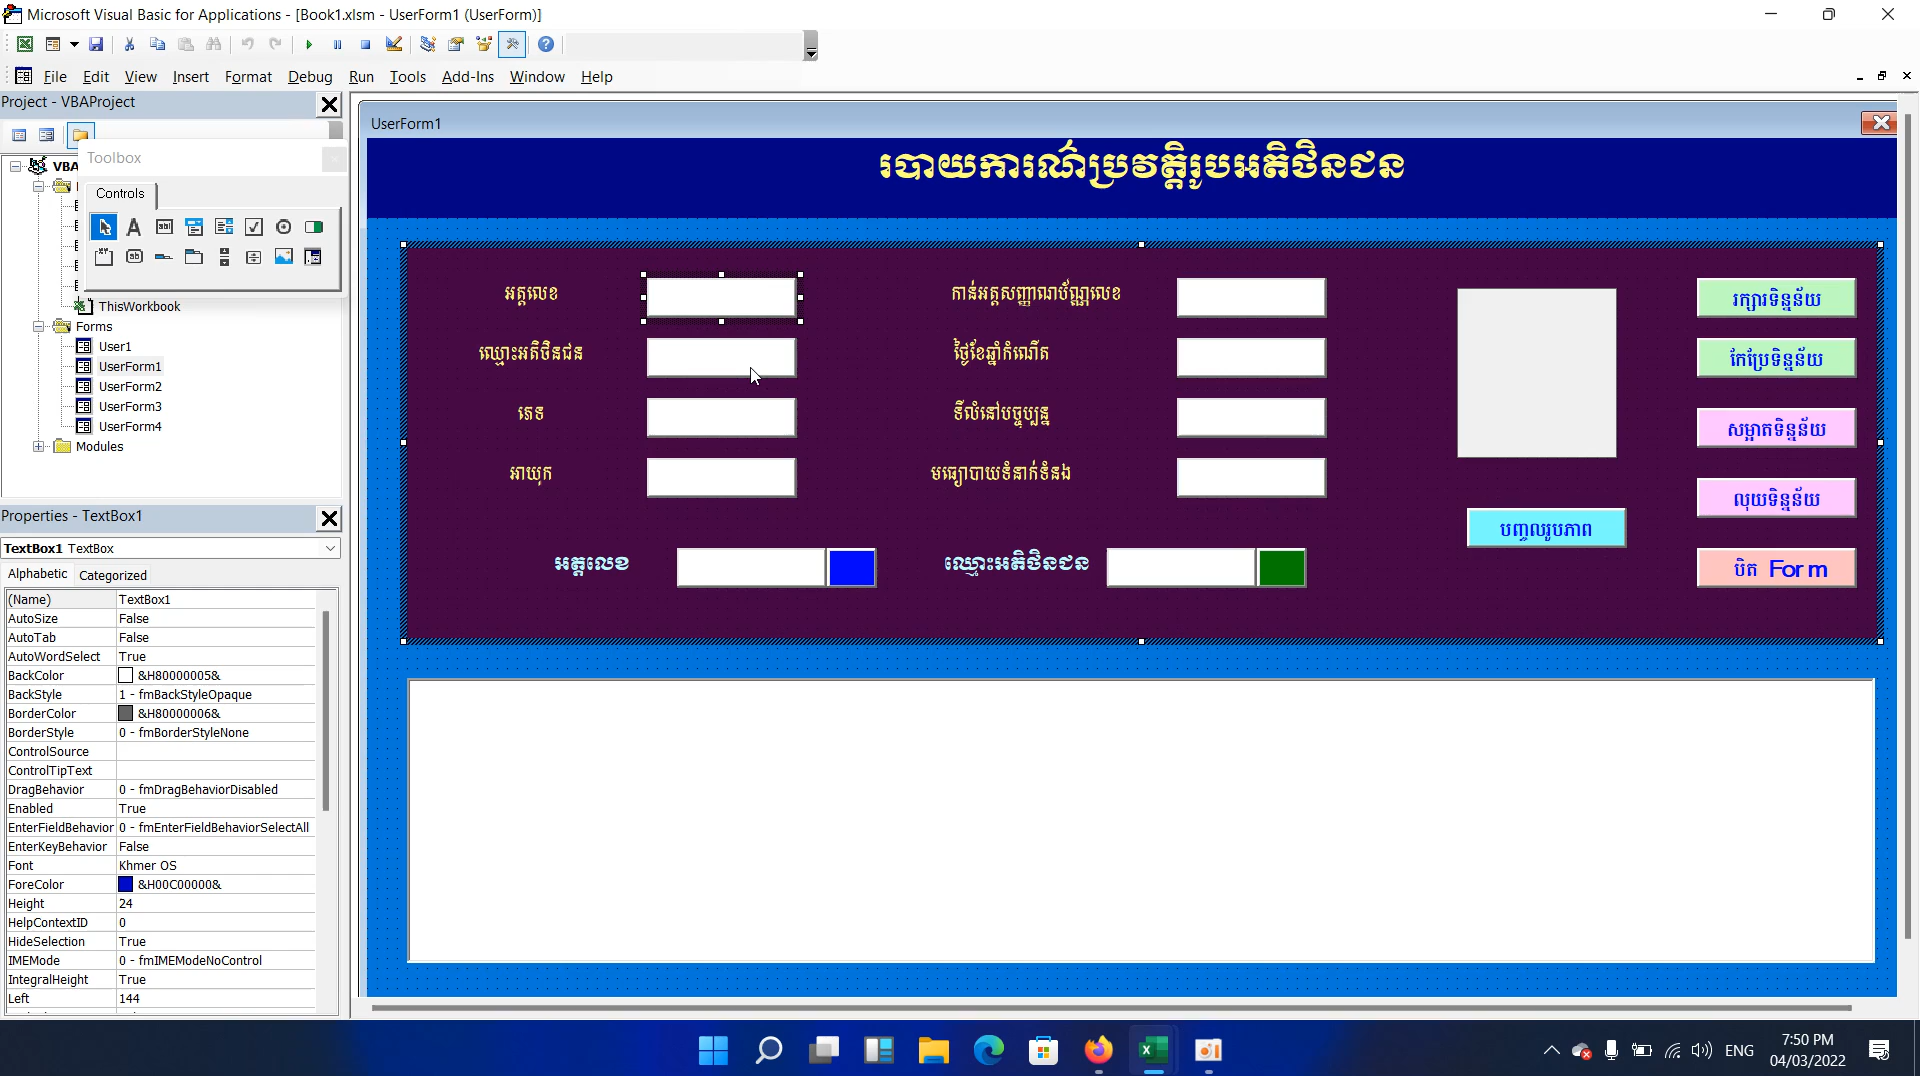 Microsoft Visual Basic for Applications - [Book1.xlsm - UserForm1 (UserForm)]
File Edit View Insert Format Debug Run Tools Add-Ins Window Help
Project - VBAProject
Toolbox
VBA
Controls
ThisWorkbook
Forms
User1
UserForm1
UserForm2
UserForm3
UserForm4
Modules
Properties - TextBox1
TextBox1 TextBox
Alphabetic Categorized
(Name) TextBox1
AutoSize False
AutoTab False
AutoWordSelect True
BackColor &H80000005&
BackStyle 1 - fmBackStyleOpaque
BorderColor &H80000006&
BorderStyle 0 - fmBorderStyleNone
ControlSource
ControlTipText
DragBehavior 0 - fmDragBehaviorDisabled
Enabled True
EnterFieldBehavior 0 - fmEnterFieldBehaviorSelectAll
EnterKeyBehavior False
Font Khmer OS
ForeColor &H00C00000&
Height 24
HelpContextID 0
HideSelection True
IMEMode 0 - fmIMEModeNoControl
IntegralHeight True
Left 144
UserForm1
របាយការណ៌ប្រវត្តិរូបអតិថិនជន
អត្តលេខ កាន់អត្តសញ្ញាណប័ណ្ណលេខ រក្សារទិន្នន័យ
ឈ្មោះអតិថិនជន ថ្ងៃខែឆ្នាំកំណើត កែប្រែទិន្នន័យ
ភេទ ទីលំនៅបច្ចុប្បន្ន សម្អាតទិន្នន័យ
អាយុក មធ្យោបាយទំនាក់ទំនង លុយទិន្នន័យ
បញ្ចូលរូបភាព
អត្តលេខ ឈ្មោះអតិថិនជន បិត Form
ENG
7:50 PM
04/03/2022